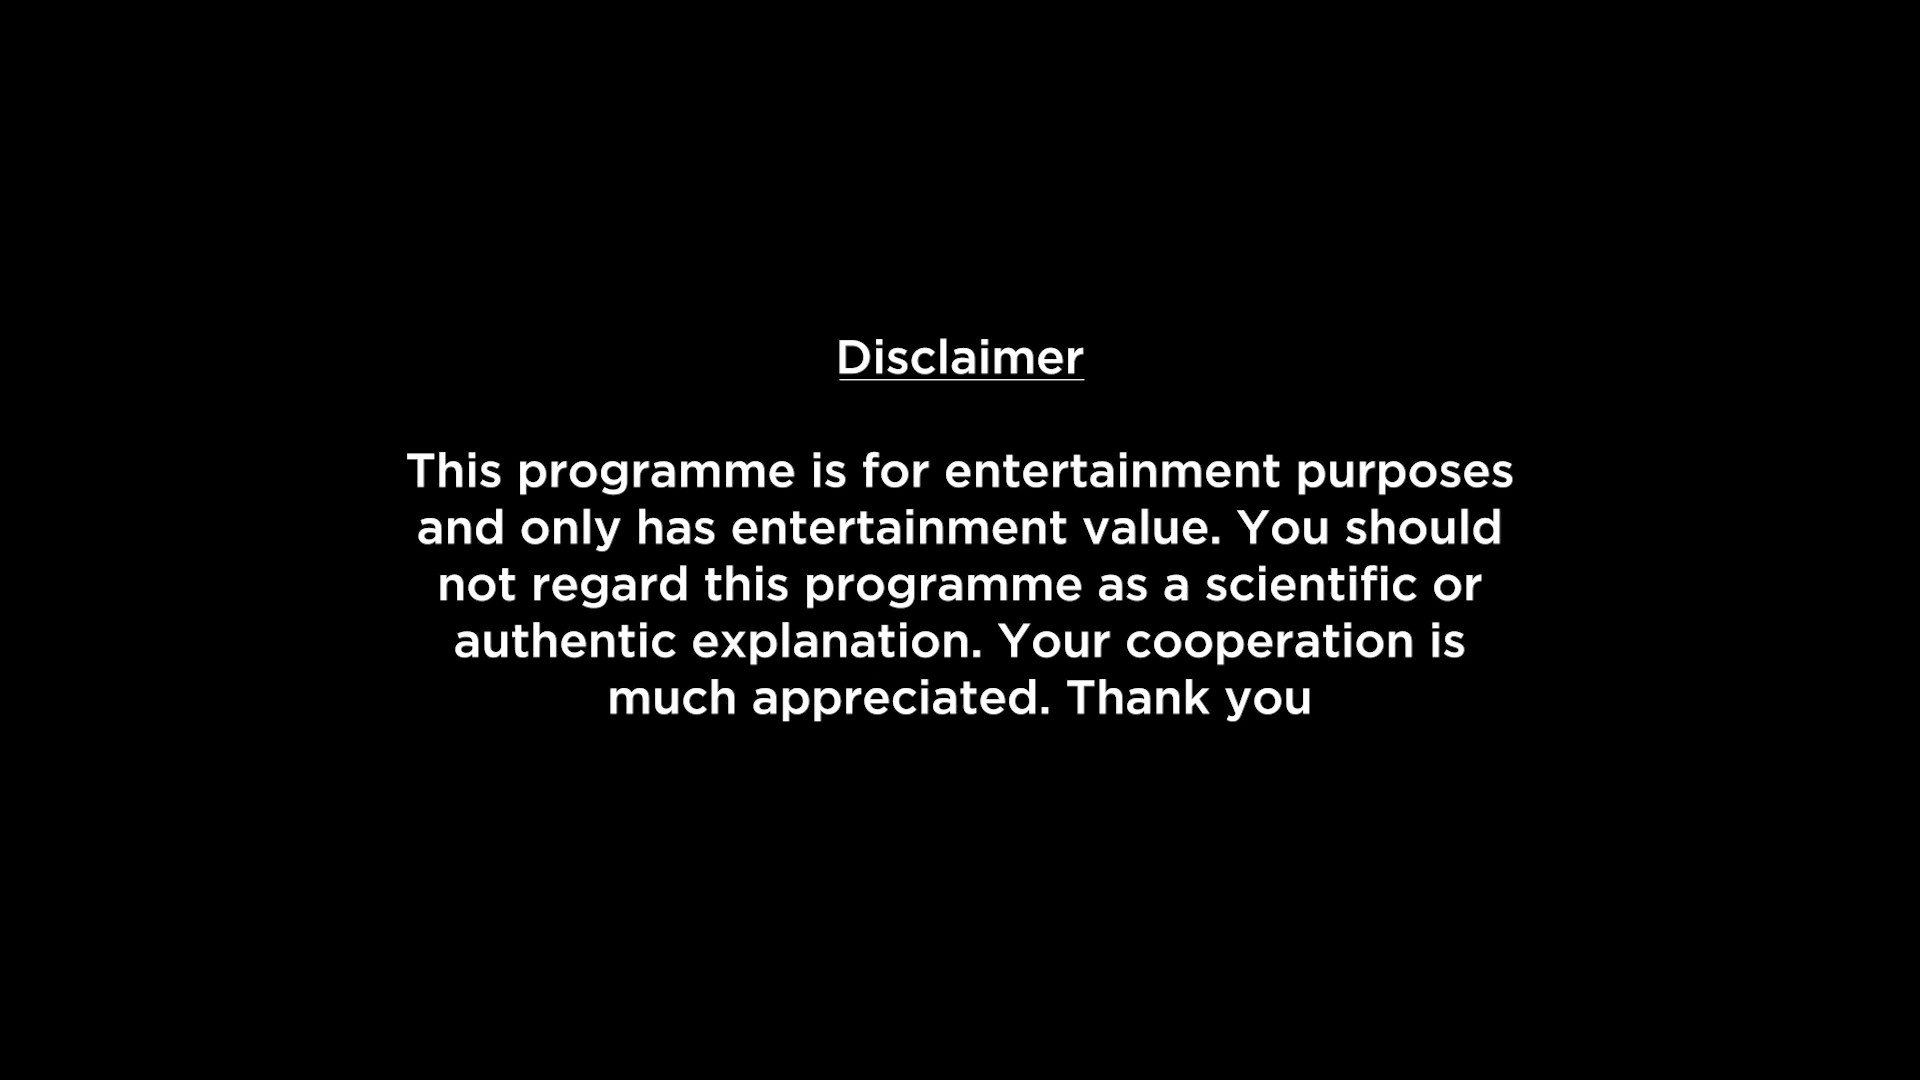 Disclaimer
This programme is for entertainment purposes
and only has entertainment value. You should
not regard this programme as a scientific or
authentic explanation. Your cooperation is
much appreciated. Thank you